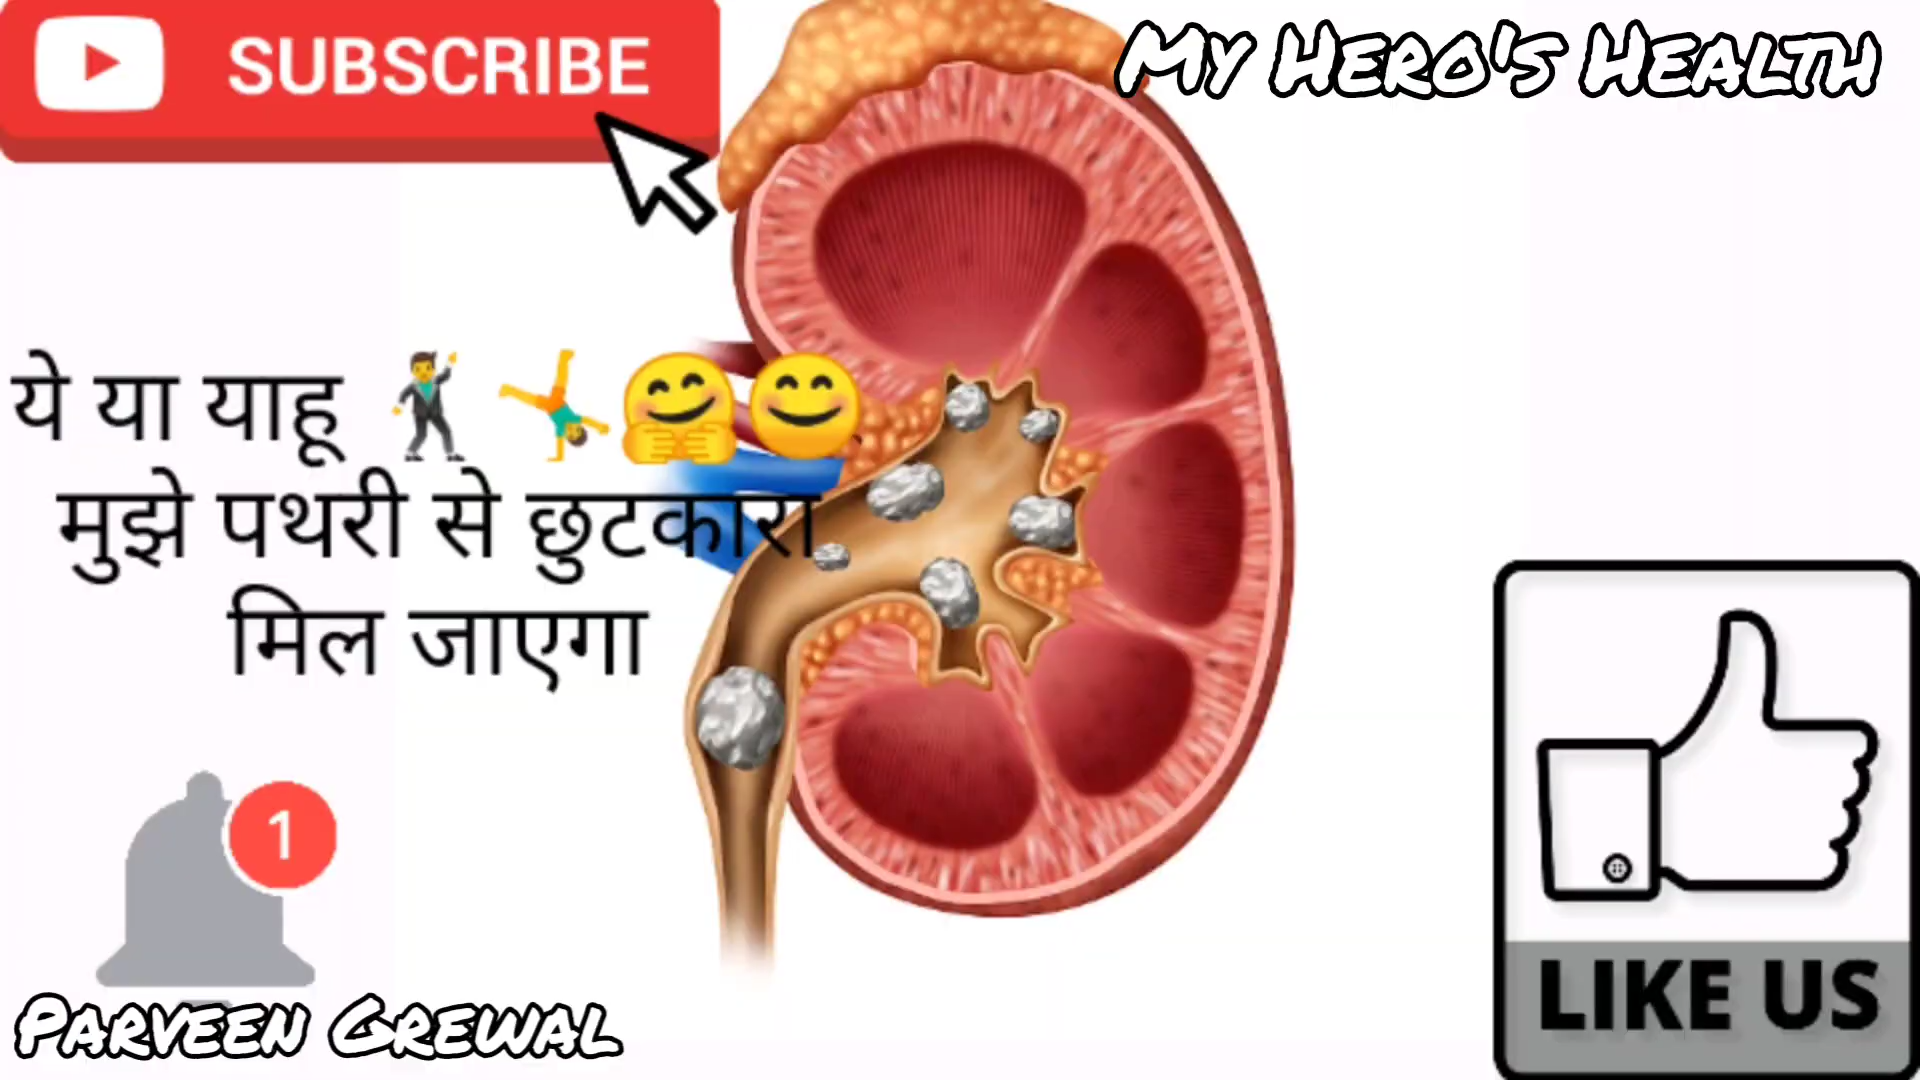 SUBSCRIBE
My Hero's Health
ये या याहू 🕺🤸🤗😊
मुझे पथरी से छुटकारा
मिल जाएगा
1
Parveen Grewal
LIKE US